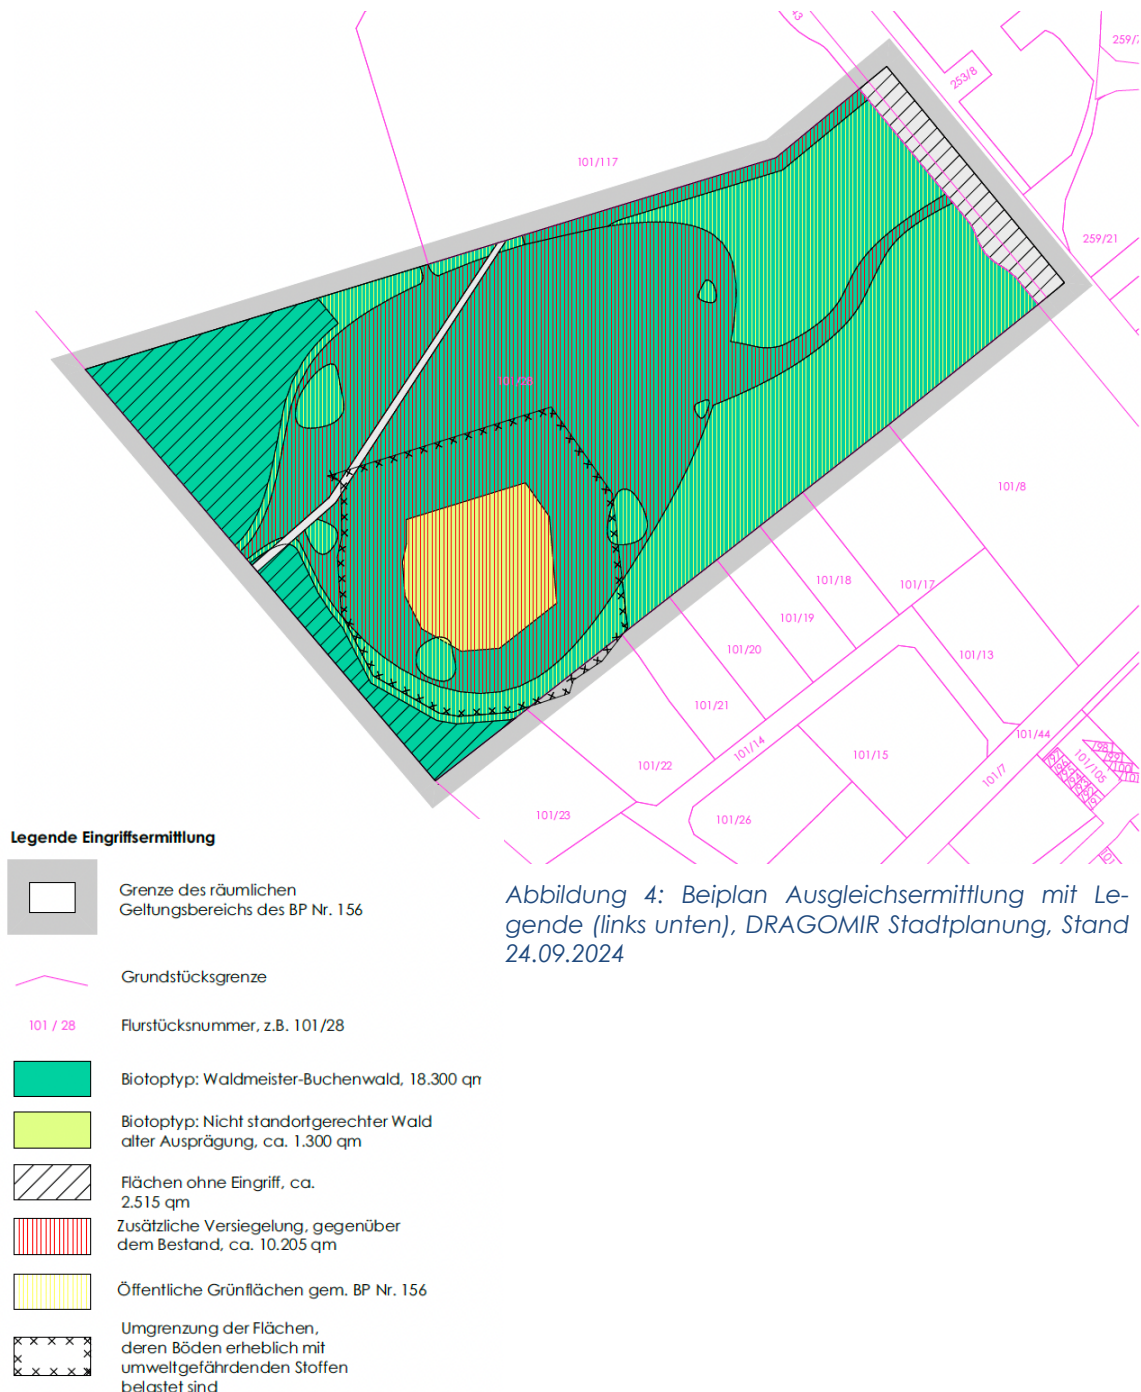 43
259/7
253/8
101/117
259/21
101/28
101/8
101/18
101/17
101/19
101/20
101/13
101/21
101/14
101/15
101/44
101/22
101/7
101/105
101/23
101/26
Legende Eingriffsermittlung
Grenze des räumlichen
Geltungsbereichs des BP Nr. 156
Abbildung 4: Beiplan Ausgleichsermittlung mit Le-
gende (links unten), DRAGOMIR Stadtplanung, Stand
24.09.2024
Grundstücksgrenze
101 / 28
Flurstücksnummer, z.B. 101/28
Biotoptyp: Waldmeister-Buchenwald, 18.300 qm
Biotoptyp: Nicht standortgerechter Wald
alter Ausprägung, ca. 1.300 qm
Flächen ohne Eingriff, ca.
2.515 qm
Zusätzliche Versiegelung, gegenüber
dem Bestand, ca. 10.205 qm
Öffentliche Grünflächen gem. BP Nr. 156
Umgrenzung der Flächen,
deren Böden erheblich mit
umweltgefährdenden Stoffen
belastet sind